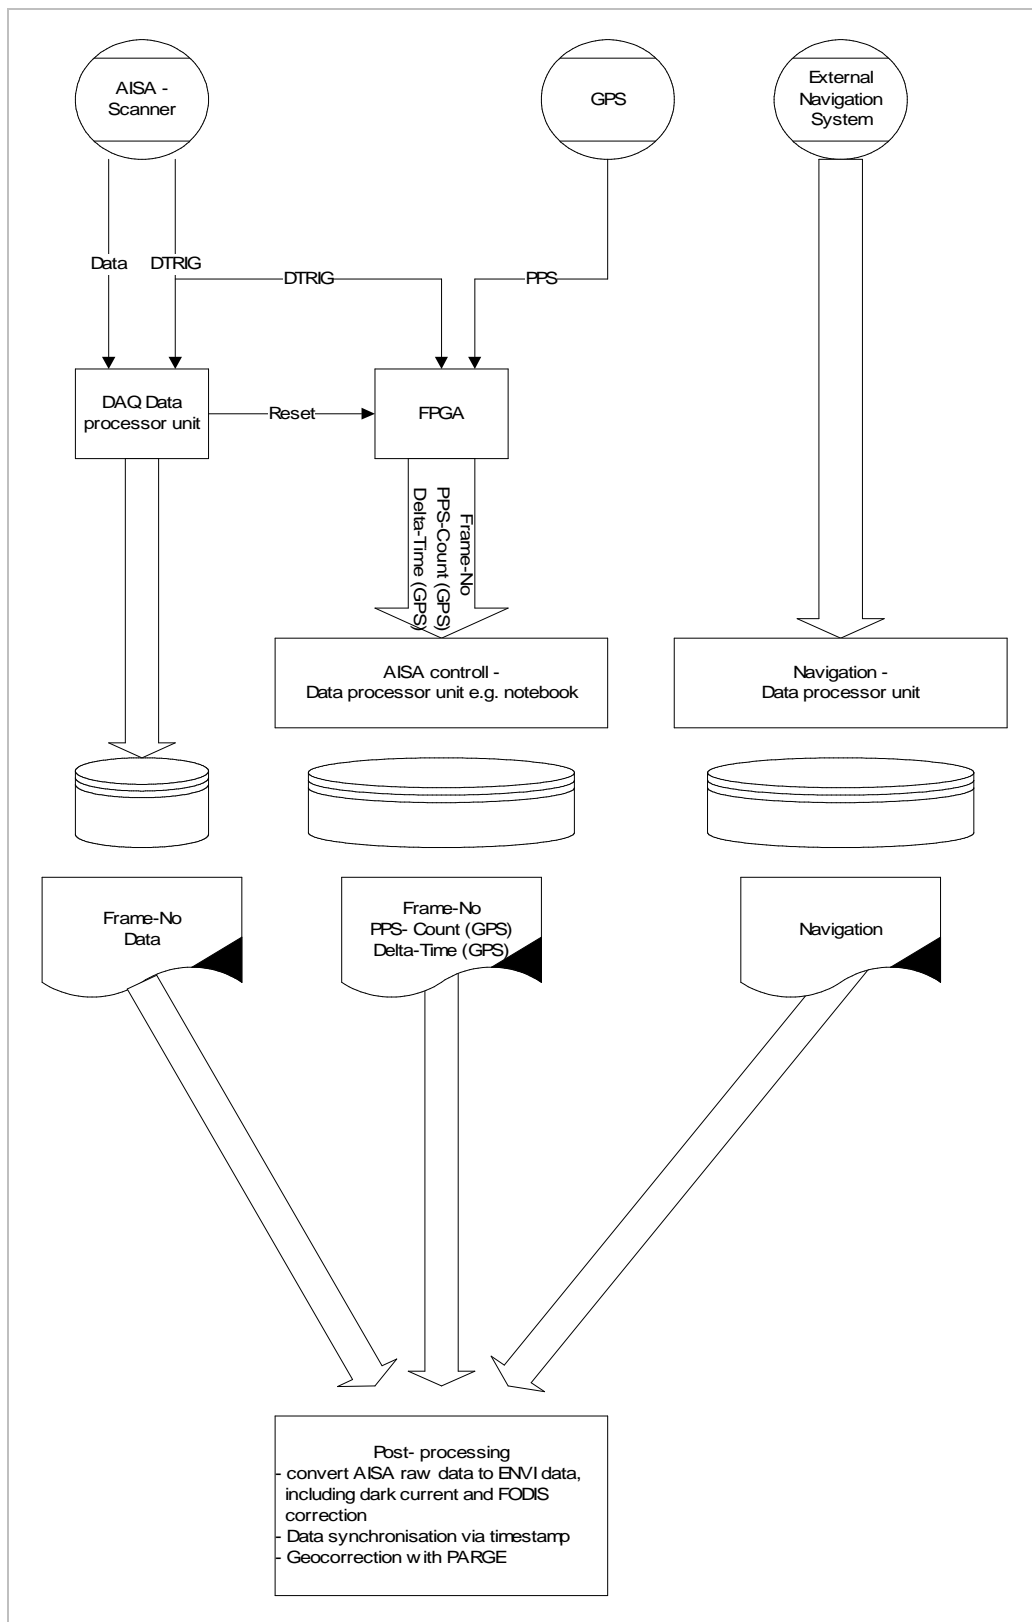 AISA -
Scanner
GPS
External
Navigation
System
Data
DTRIG
DTRIG
PPS
DAQ Data
processor unit
Reset
FPGA
Frame-No
PPS-Count (GPS)
Delta-Time (GPS)
AISA controll -
Data processor unit e.g. notebook
Navigation -
Data processor unit
Frame-No
Data
Frame-No
PPS- Count (GPS)
Delta-Time (GPS)
Navigation
Post- processing
- convert AISA raw data to ENVI data,
including dark current and FODIS
correction
- Data synchronisation via timestamp
- Geocorrection with PARGE